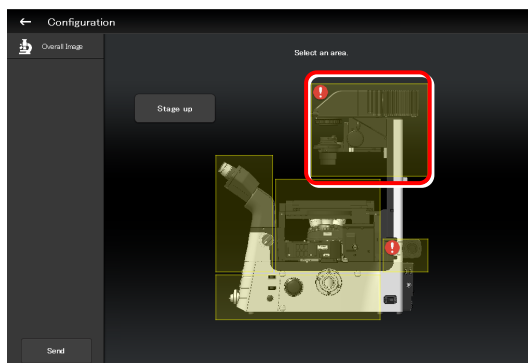 Configuration
Overall Image
Select an area.
Stage up
Send